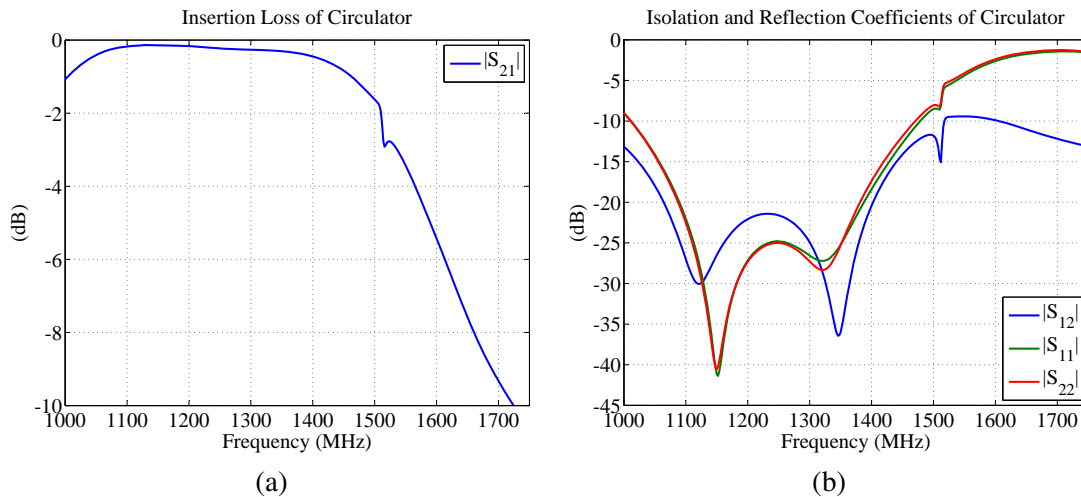 Insertion Loss of Circulator
0
-2
-4
-6
-8
-10
(dB)
1000 1100 1200 1300 1400 1500 1600 1700
Frequency (MHz)
|S21|
(a)
Isolation and Reflection Coefficients of Circulator
0
-5
-10
-15
-20
-25
-30
-35
-40
-45
(dB)
1000 1100 1200 1300 1400 1500 1600 1700
Frequency (MHz)
|S12|
|S11|
|S22|
(b)